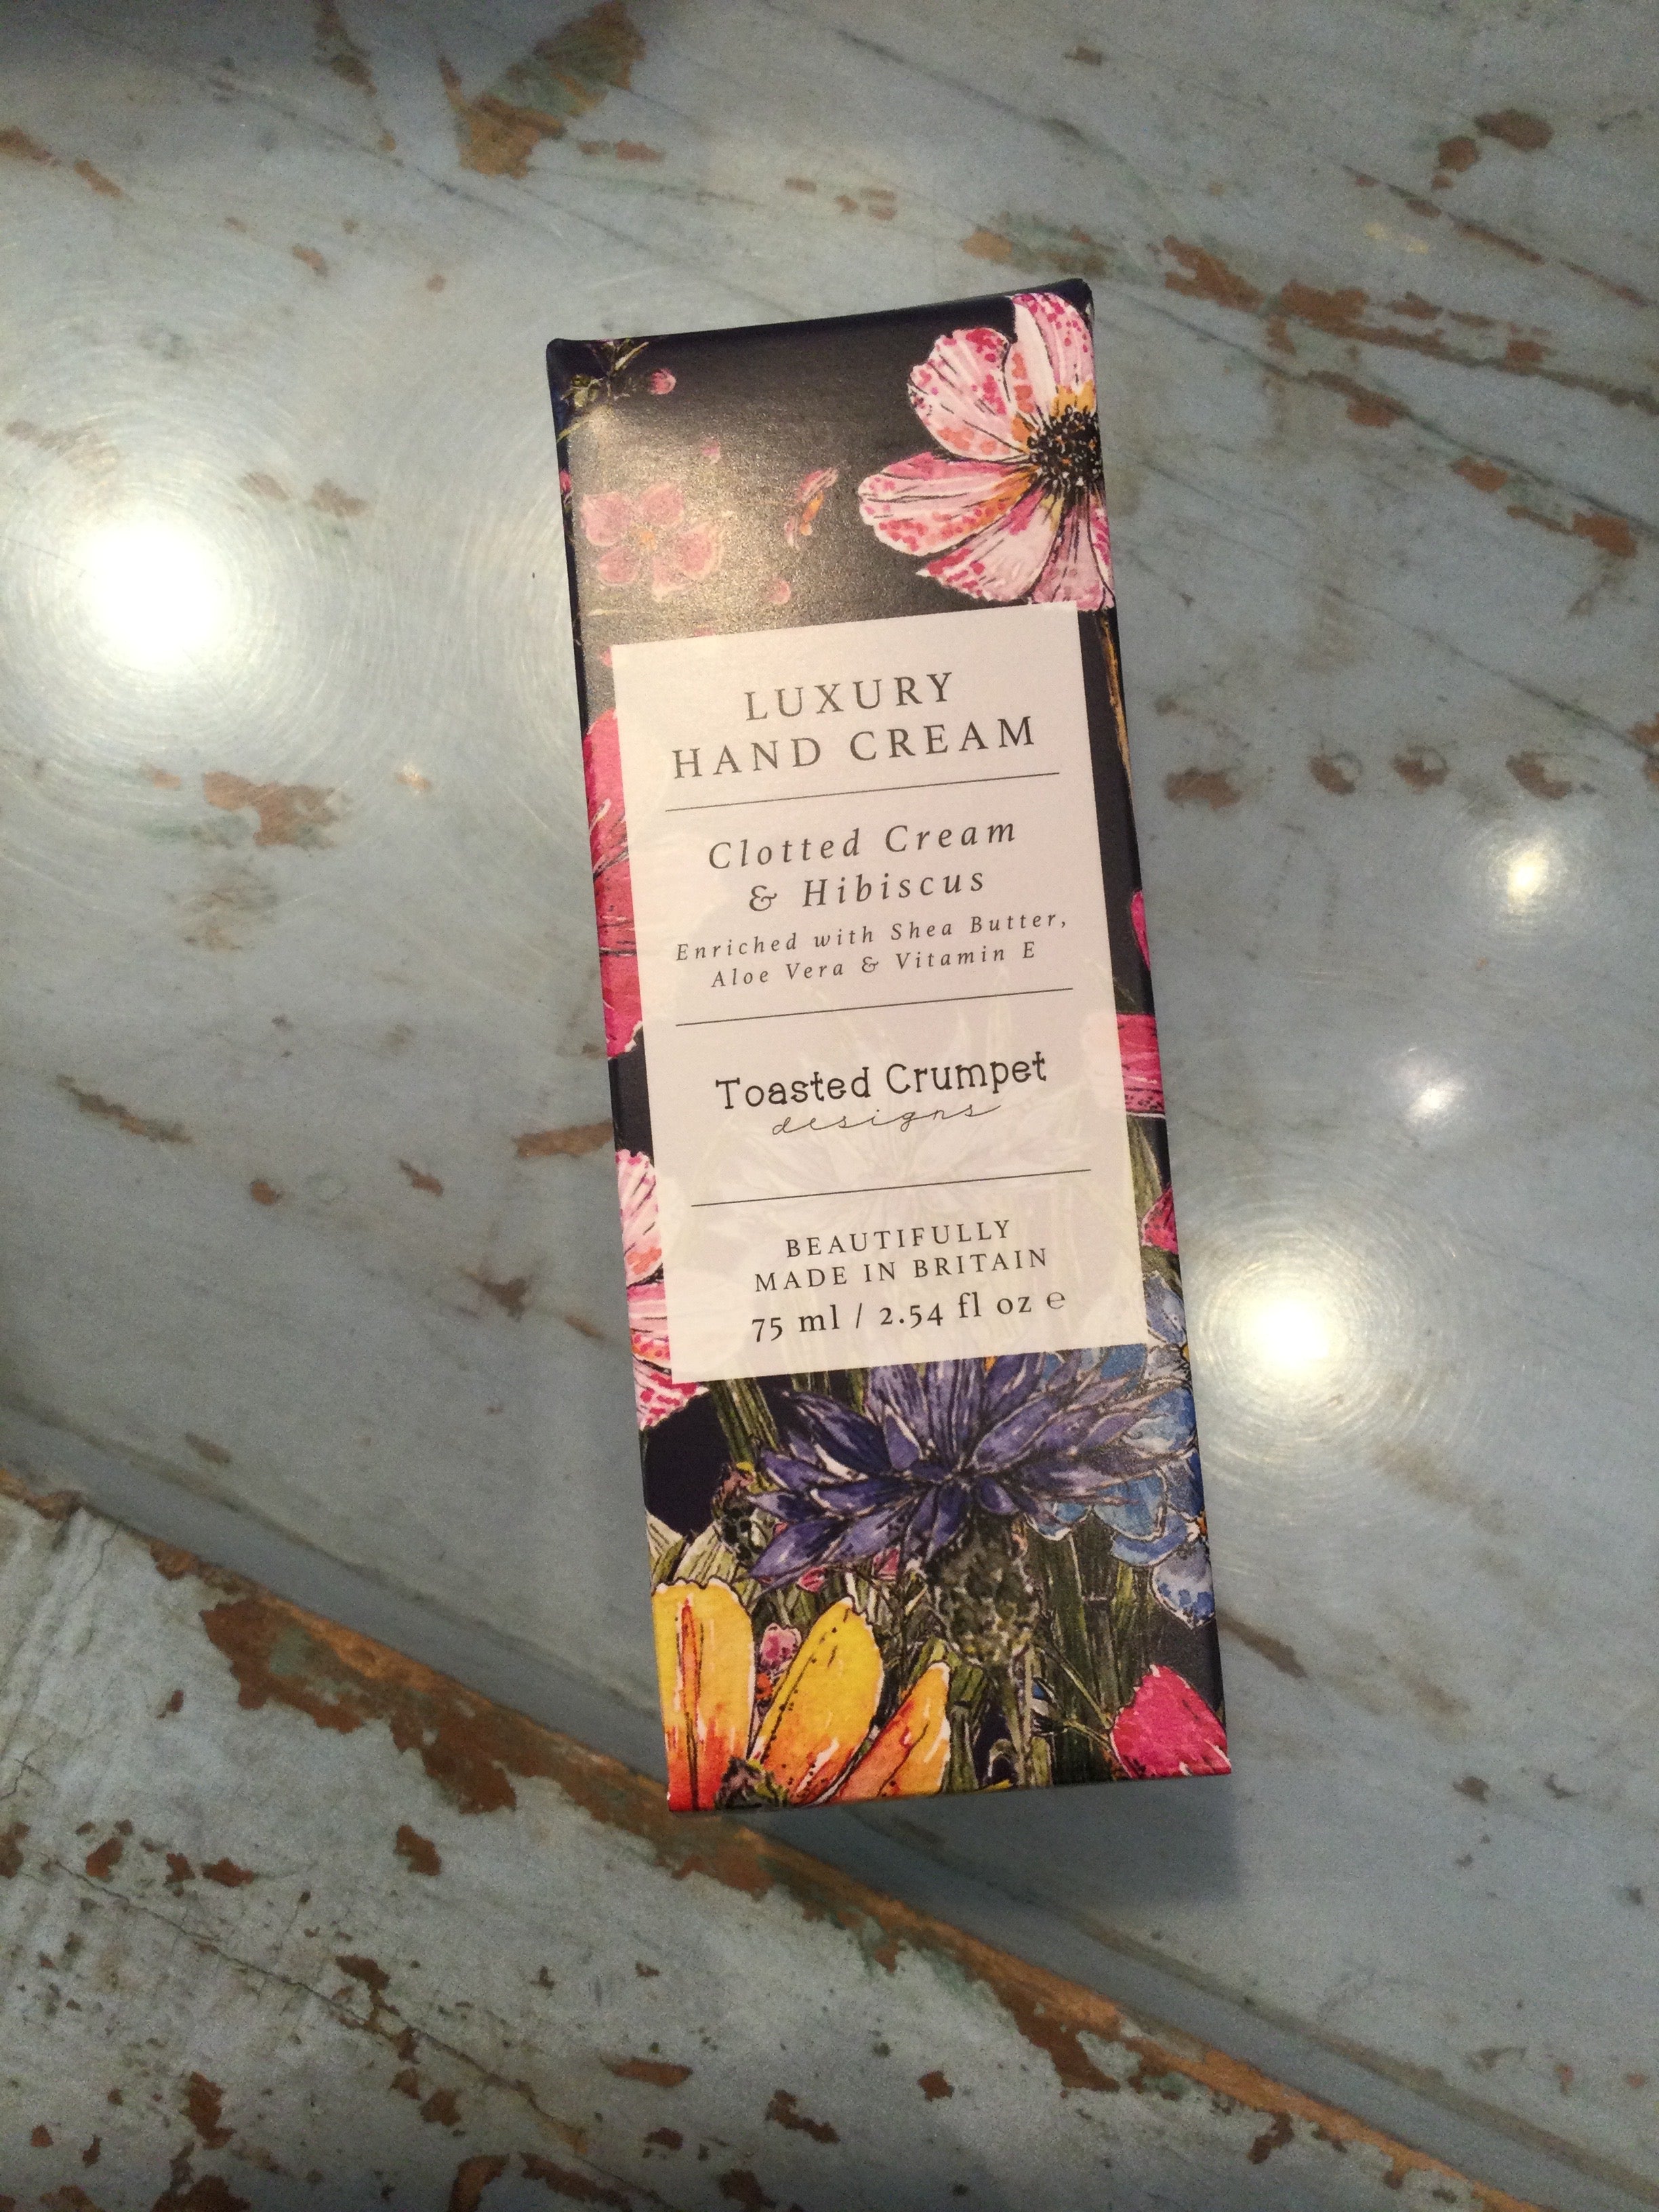 LUXURY
HAND CREAM
Clotted Cream
& Hibiscus
Enriched with Shea Butter,
Aloe Vera & Vitamin E
Toasted Crumpet
designs
BEAUTIFULLY
MADE IN BRITAIN
75 ml / 2.54 fl oz ℮